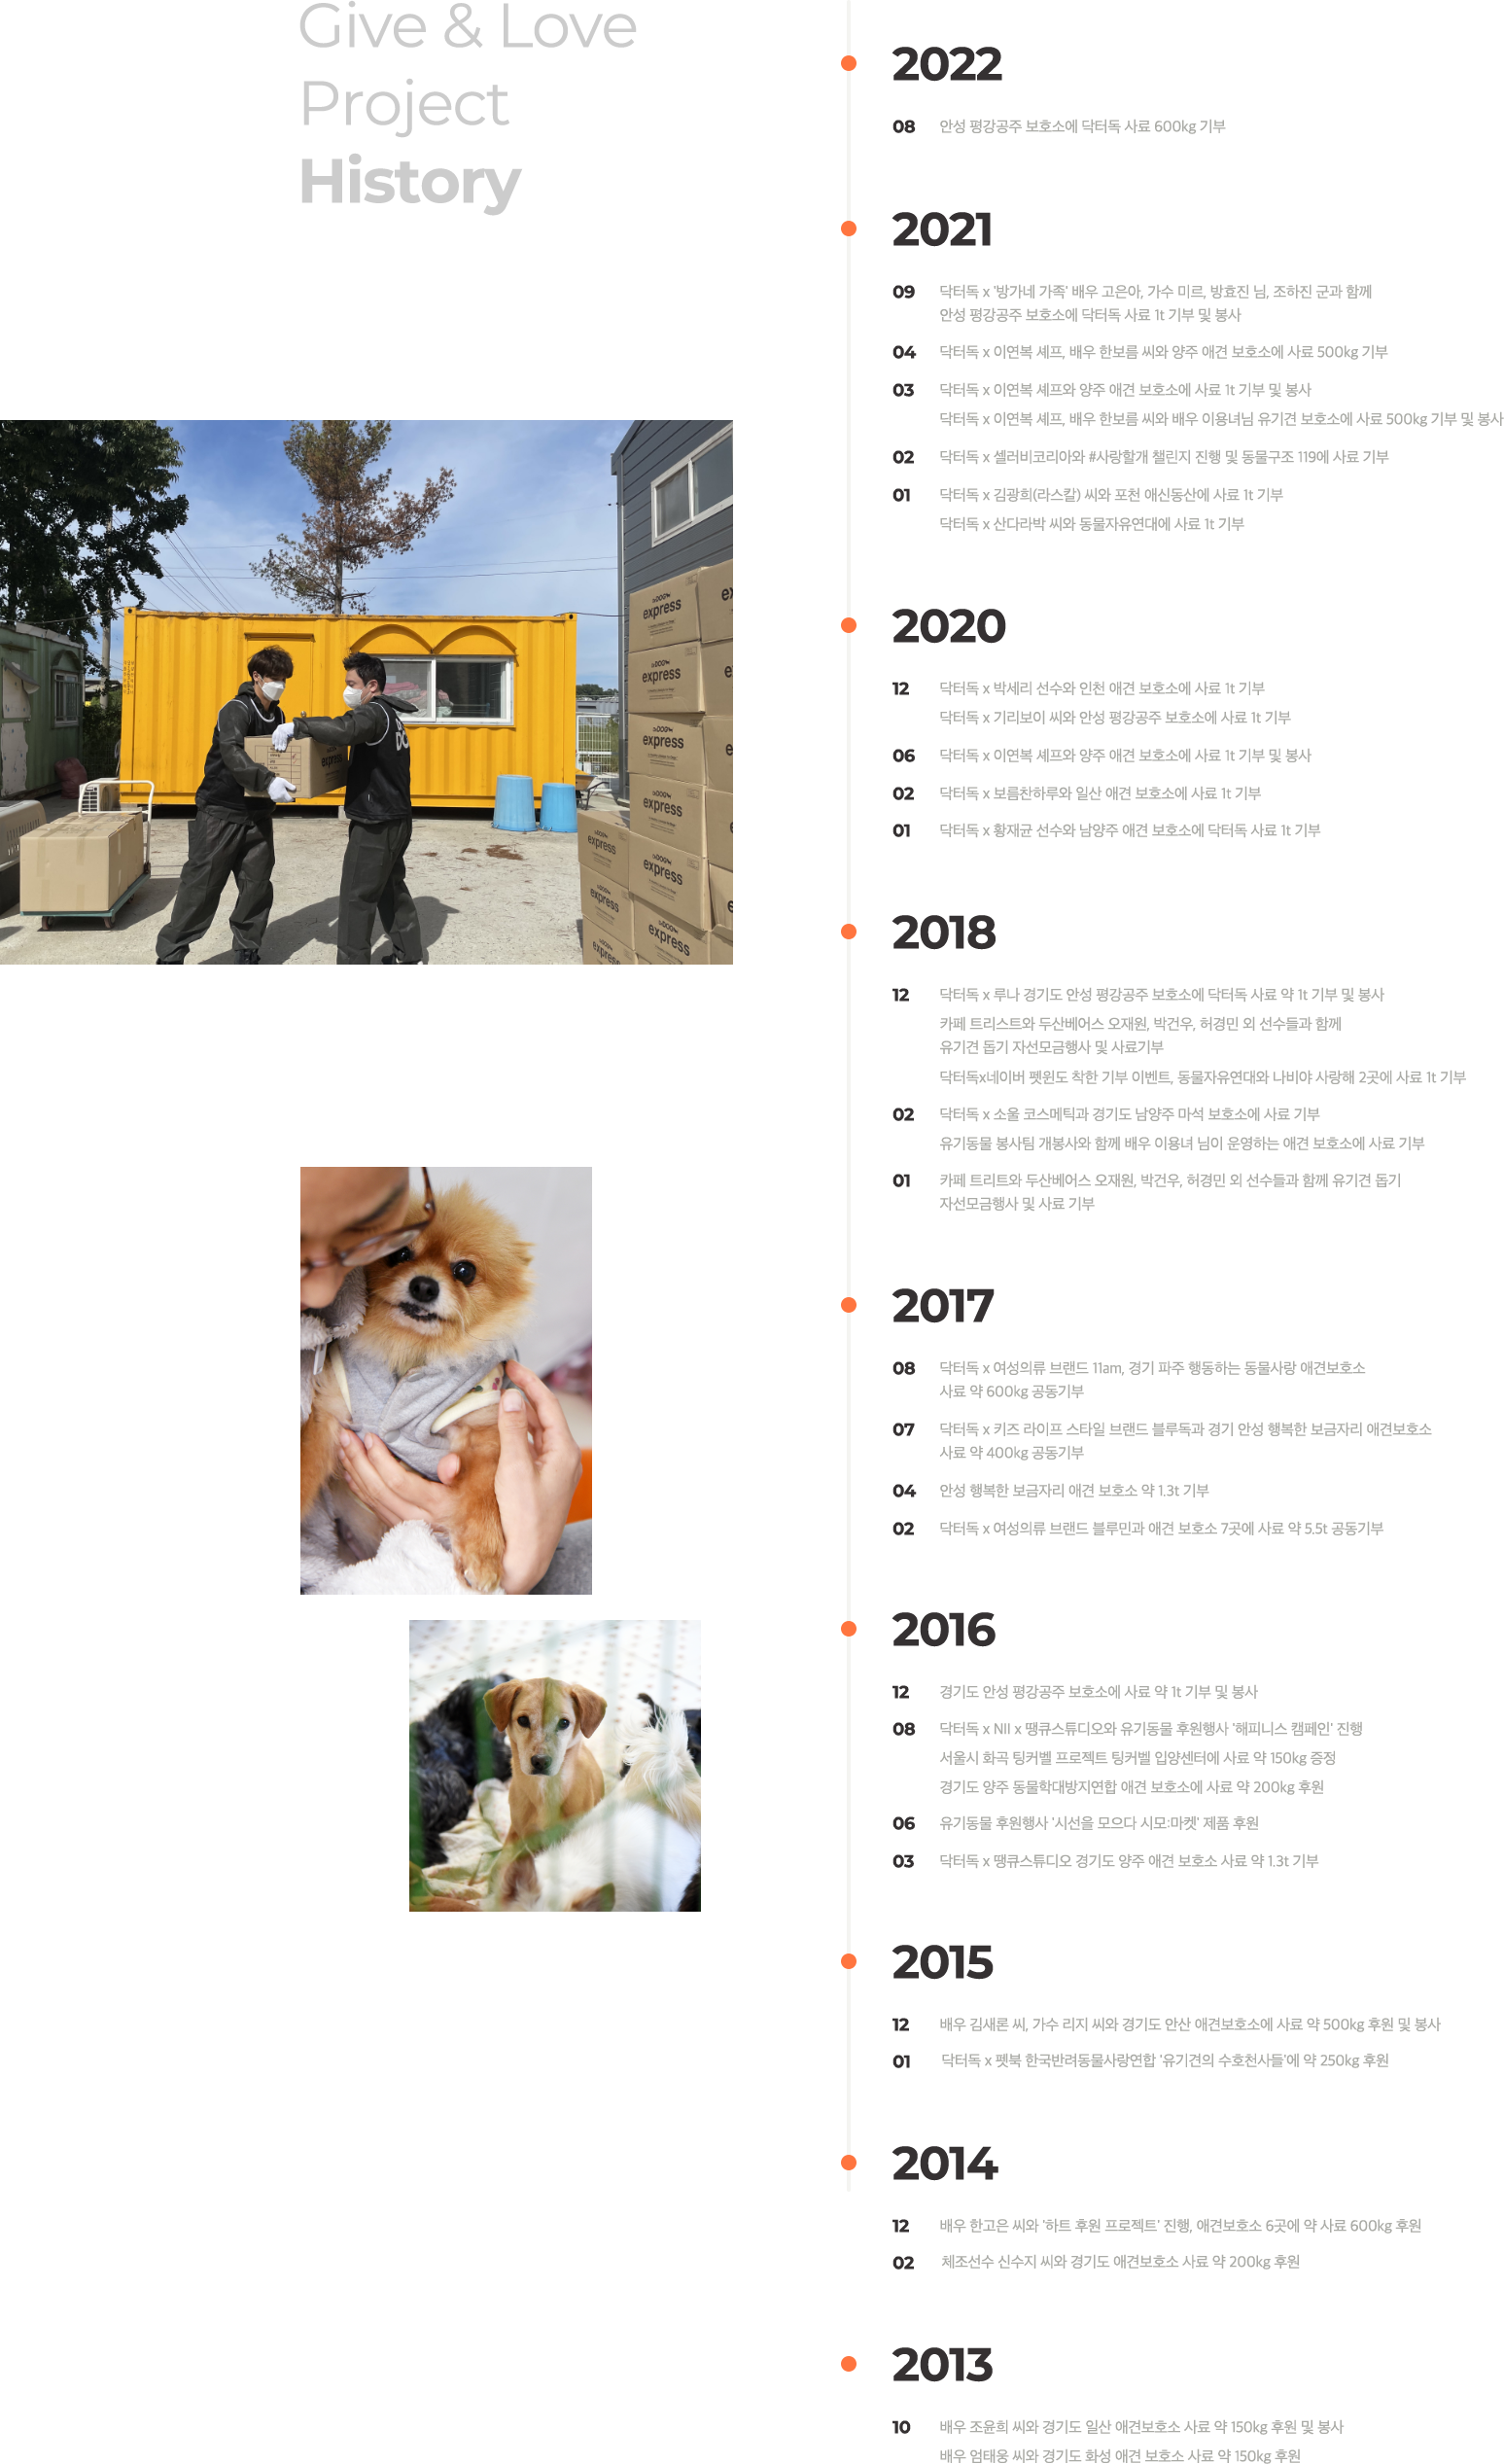 Give & Love
Project
History
2022
08 안성 평강공주 보호소에 닥터독 사료 600kg 기부
2021
09 닥터독 x '방가네 가족' 배우 고은아, 가수 미르, 방효진 님, 조하진 군과 함께
안성 평강공주 보호소에 닥터독 사료 1t 기부 및 봉사
04 닥터독 x 이연복 셰프, 배우 한보름 씨와 양주 애견 보호소에 사료 500kg 기부
03 닥터독 x 이연복 셰프와 양주 애견 보호소에 사료 1t 기부 및 봉사
닥터독 x 이연복 셰프, 배우 한보름 씨와 배우 이용녀님 유기견 보호소에 사료 500kg 기부 및 봉사
02 닥터독 x 셀러비코리아와 #사랑할개 챌린지 진행 및 동물구조 119에 사료 기부
01 닥터독 x 김광희(라스칼) 씨와 포천 애신동산에 사료 1t 기부
닥터독 x 산다라박 씨와 동물자유연대에 사료 1t 기부
express
express
express
express
express
express
express
express
express
express
2020
12 닥터독 x 박세리 선수와 인천 애견 보호소에 사료 1t 기부
닥터독 x 기리보이 씨와 안성 평강공주 보호소에 사료 1t 기부
06 닥터독 x 이연복 셰프와 양주 애견 보호소에 사료 1t 기부 및 봉사
02 닥터독 x 보름찬하루와 일산 애견 보호소에 사료 1t 기부
01 닥터독 x 황재균 선수와 남양주 애견 보호소에 닥터독 사료 1t 기부
2018
12 닥터독 x 루나 경기도 안성 평강공주 보호소에 닥터독 사료 약 1t 기부 및 봉사
카페 트리스트와 두산베어스 오재원, 박건우, 허경민 외 선수들과 함께
유기견 돕기 자선모금행사 및 사료기부
닥터독x네이버 펫윈도 착한 기부 이벤트, 동물자유연대와 나비야 사랑해 2곳에 사료 1t 기부
02 닥터독 x 소울 코스메틱과 경기도 남양주 마석 보호소에 사료 기부
유기동물 봉사팀 개봉사와 함께 배우 이용녀 님이 운영하는 애견 보호소에 사료 기부
01 카페 트리트와 두산베어스 오재원, 박건우, 허경민 외 선수들과 함께 유기견 돕기
자선모금행사 및 사료 기부
2017
08 닥터독 x 여성의류 브랜드 11am, 경기 파주 행동하는 동물사랑 애견보호소
사료 약 600kg 공동기부
07 닥터독 x 키즈 라이프 스타일 브랜드 블루독과 경기 안성 행복한 보금자리 애견보호소
사료 약 400kg 공동기부
04 안성 행복한 보금자리 애견 보호소 약 1.3t 기부
02 닥터독 x 여성의류 브랜드 블루민과 애견 보호소 7곳에 사료 약 5.5t 공동기부
2016
12 경기도 안성 평강공주 보호소에 사료 약 1t 기부 및 봉사
08 닥터독 x NII x 땡큐스튜디오와 유기동물 후원행사 '해피니스 캠페인' 진행
서울시 화곡 팅커벨 프로젝트 팅커벨 입양센터에 사료 약 150kg 증정
경기도 양주 동물학대방지연합 애견 보호소에 사료 약 200kg 후원
06 유기동물 후원행사 '시선을 모으다 시모:마켓' 제품 후원
03 닥터독 x 땡큐스튜디오 경기도 양주 애견 보호소 사료 약 1.3t 기부
2015
12 배우 김새론 씨, 가수 리지 씨와 경기도 안산 애견보호소에 사료 약 500kg 후원 및 봉사
01 닥터독 x 펫북 한국반려동물사랑연합 '유기견의 수호천사들'에 약 250kg 후원
2014
12 배우 한고은 씨와 '하트 후원 프로젝트' 진행, 애견보호소 6곳에 약 사료 600kg 후원
02 체조선수 신수지 씨와 경기도 애견보호소 사료 약 200kg 후원
2013
10 배우 조윤희 씨와 경기도 일산 애견보호소 사료 약 150kg 후원 및 봉사
배우 엄태웅 씨와 경기도 화성 애견 보호소 사료 약 150kg 후원